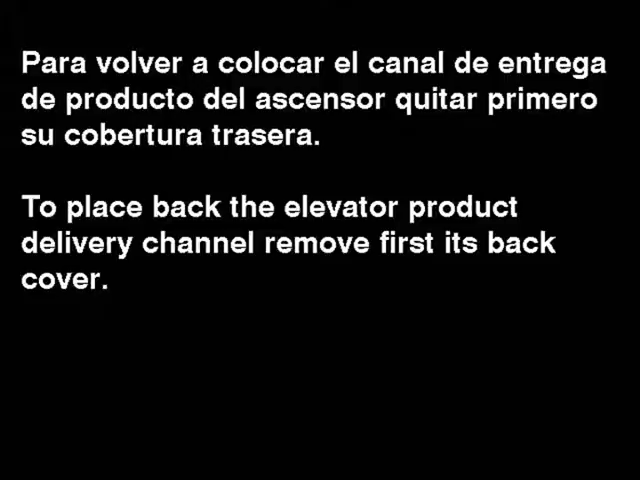 Para volver a colocar el canal de entrega
de producto del ascensor quitar primero
su cobertura trasera.
To place back the elevator product
delivery channel remove first its back
cover.